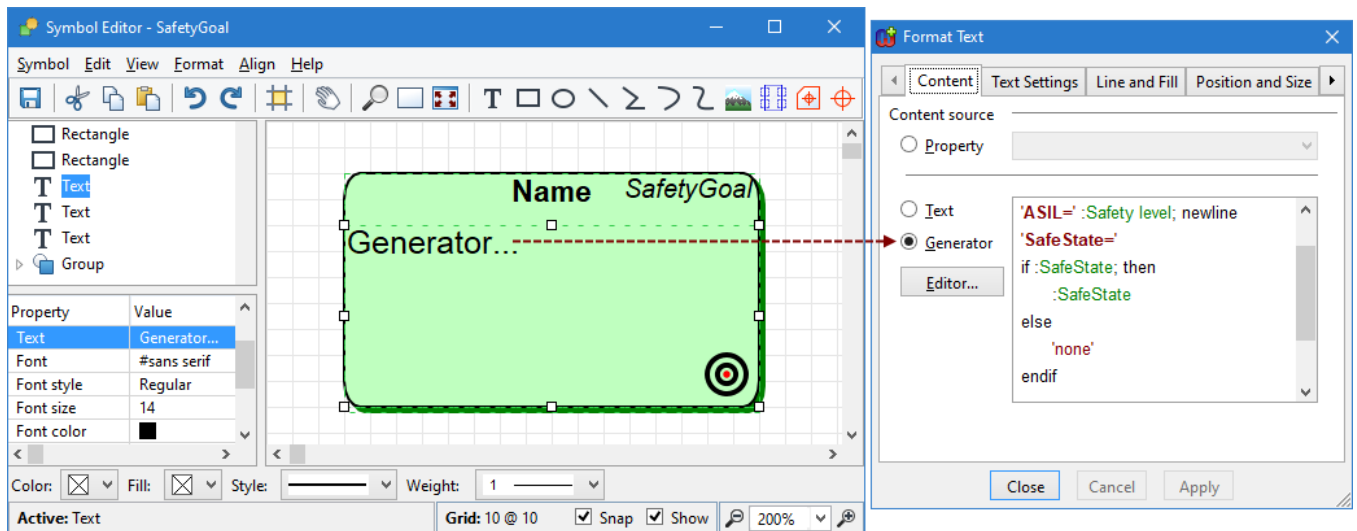 Symbol Editor - SafetyGoal
Symbol Edit View Format Align Help
Rectangle
Rectangle
Text
Text
Text
Group
Property Value
Text Generator...
Font #sans serif
Font style Regular
Font size 14
Font color
Name SafetyGoal
Generator...
Color: Fill: Style: Weight: 1
Active: Text Grid: 10 @ 10 Snap Show 200%
Format Text
Content Text Settings Line and Fill Position and Size
Content source
Property
Text
Generator
Editor...
'ASIL=' :Safety level; newline
'SafeState='
if :SafeState; then
:SafeState
else
'none'
endif
Close Cancel Apply